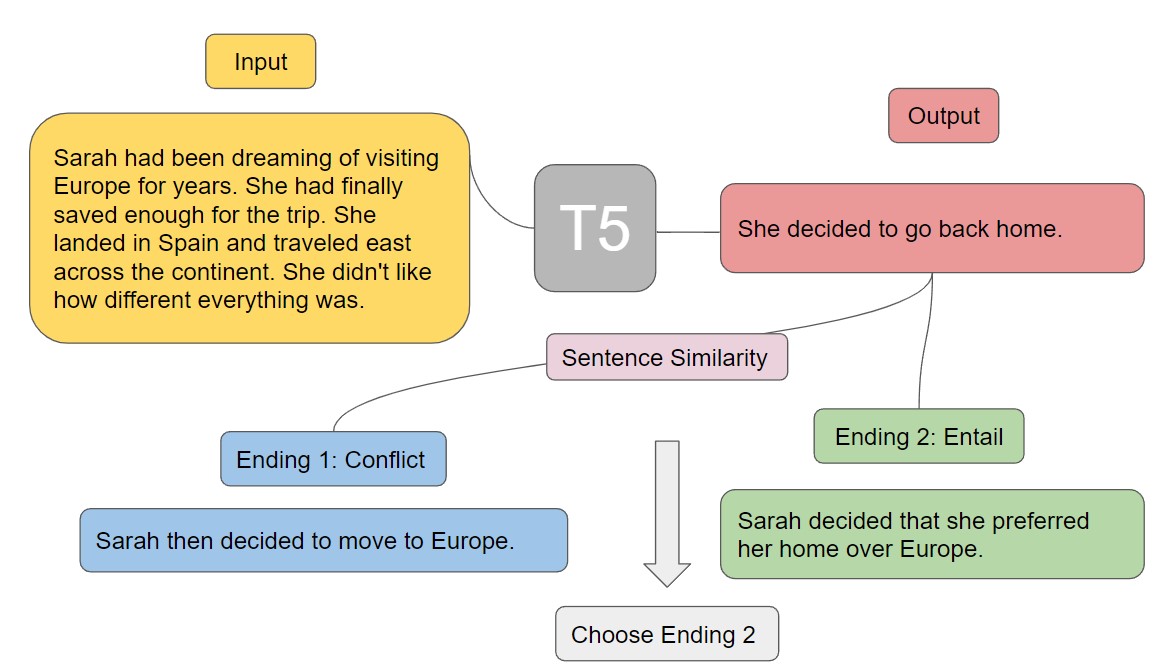 Input
Sarah had been dreaming of visiting
Europe for years. She had finally
saved enough for the trip. She
landed in Spain and traveled east
across the continent. She didn't like
how different everything was.
T5
Output
She decided to go back home.
Sentence Similarity
Ending 1: Conflict
Sarah then decided to move to Europe.
Ending 2: Entail
Sarah decided that she preferred
her home over Europe.
Choose Ending 2